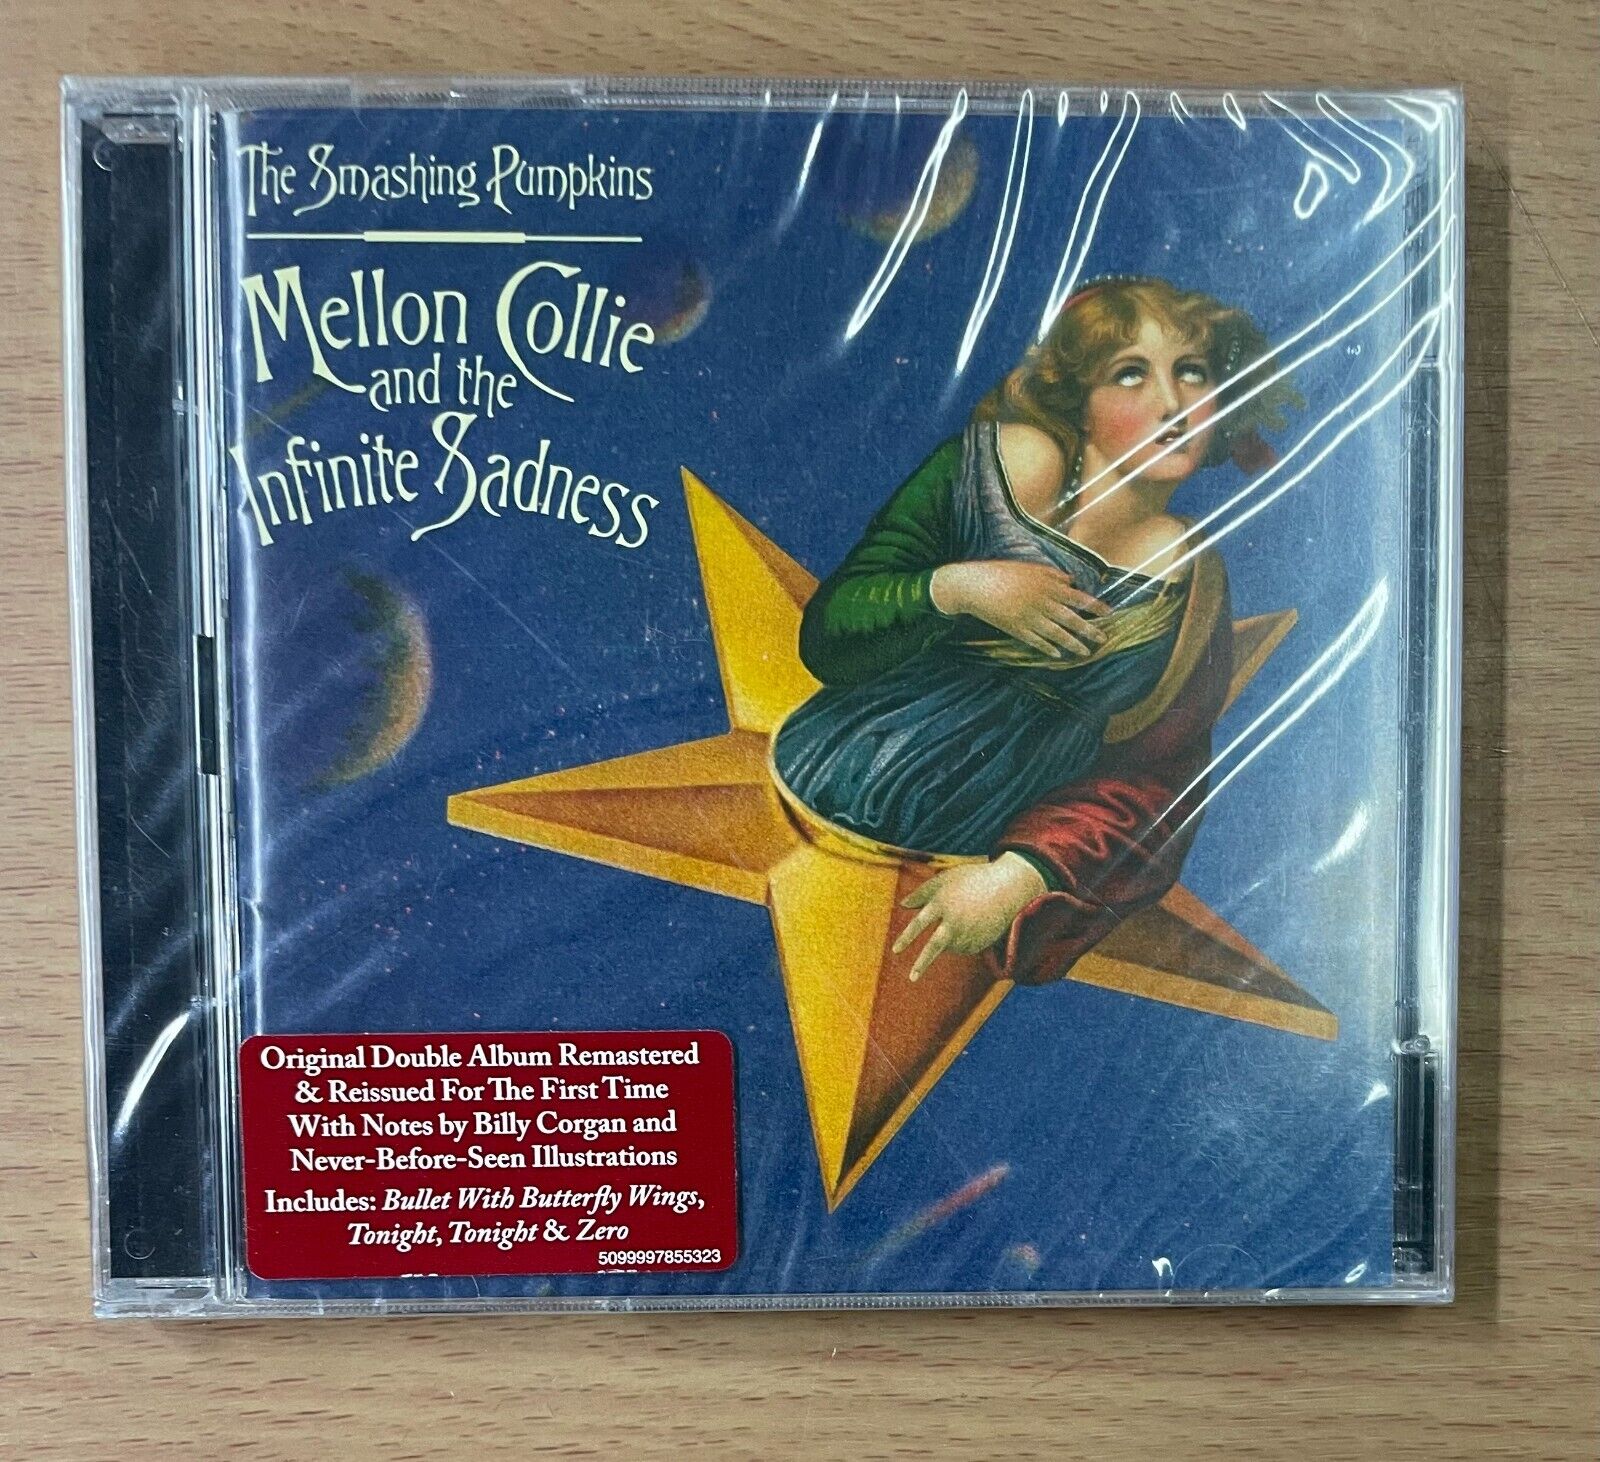 The Smashing Pumpkins
Mellon Collie
and the
Infinite Sadness
Original Double Album Remastered
& Reissued For The First Time
With Notes by Billy Corgan and
Never-Before-Seen Illustrations
Includes: Bullet With Butterfly Wings,
Tonight, Tonight & Zero
5099997855323